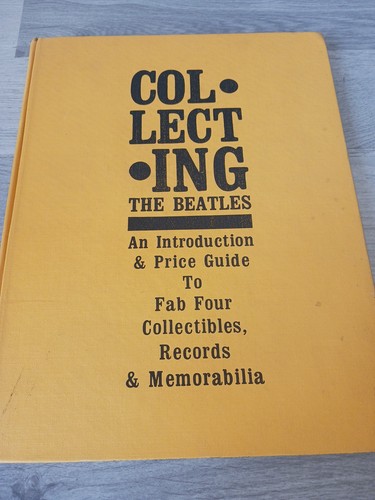 COL•
LECT
•ING
THE BEATLES
An Introduction
& Price Guide
To
Fab Four
Collectibles,
Records
& Memorabilia